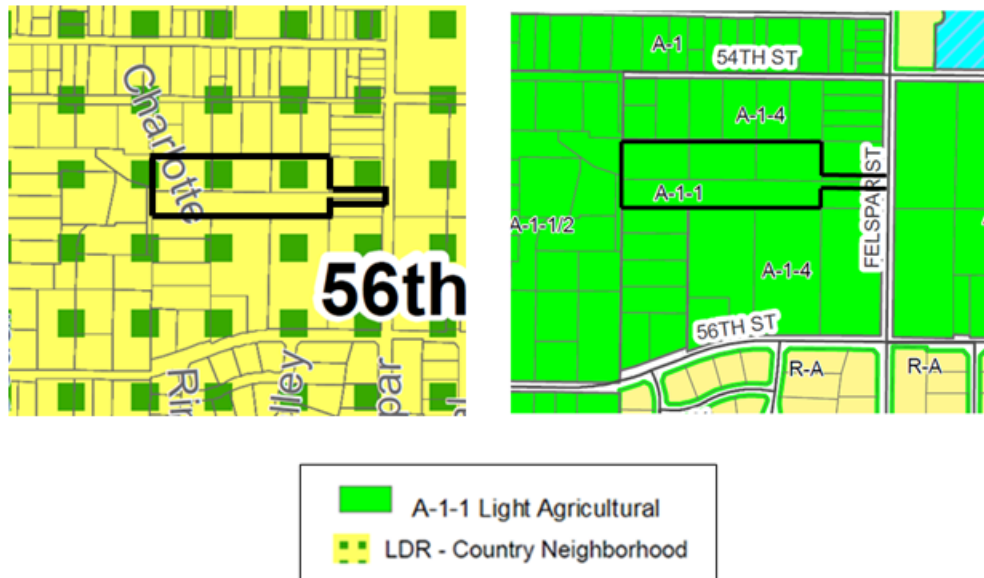 Charlotte
56th
A-1
54TH ST
A-1-4
A-1-1
A-1-1/2
FELSPAR ST
A-1-4
56TH ST
R-A
R-A
A-1-1 Light Agricultural
LDR - Country Neighborhood